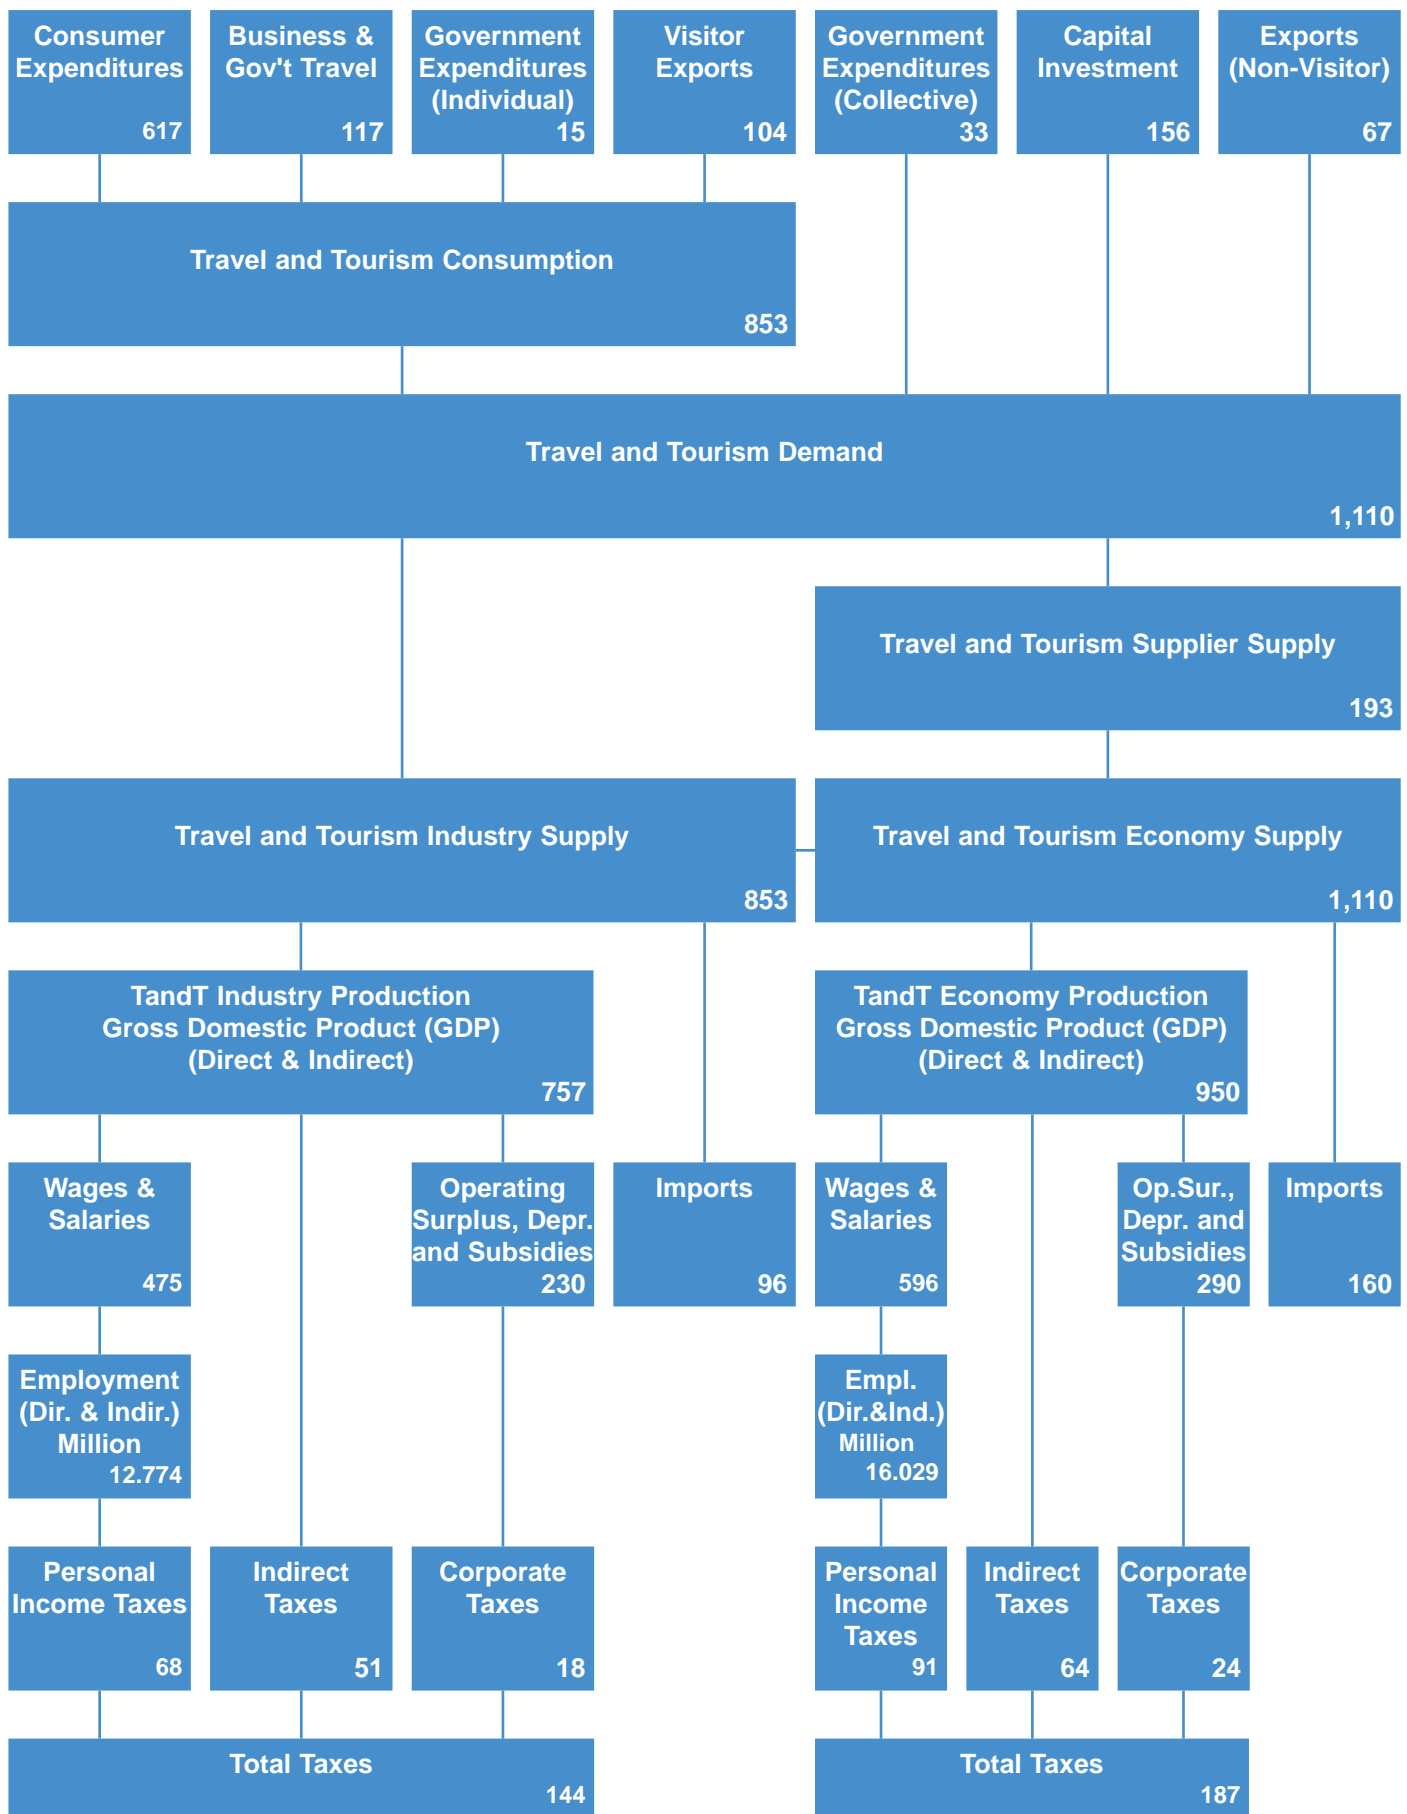 Consumer
Expenditures
617
Business &
Gov't Travel
117
Government
Expenditures
(Individual)
15
Visitor
Exports
104
Government
Expenditures
(Collective)
33
Capital
Investment
156
Exports
(Non-Visitor)
67
Travel and Tourism Consumption
853
Travel and Tourism Demand
1,110
Travel and Tourism Supplier Supply
193
Travel and Tourism Industry Supply
853
Travel and Tourism Economy Supply
1,110
TandT Industry Production
Gross Domestic Product (GDP)
(Direct & Indirect)
757
TandT Economy Production
Gross Domestic Product (GDP)
(Direct & Indirect)
950
Wages &
Salaries
475
Operating
Surplus, Depr.
and Subsidies
230
Imports
96
Wages &
Salaries
596
Op.Sur.,
Depr. and
Subsidies
290
Imports
160
Employment
(Dir. & Indir.)
Million
12.774
Empl.
(Dir.&Ind.)
Million
16.029
Personal
Income Taxes
68
Indirect
Taxes
51
Corporate
Taxes
18
Personal
Income
Taxes
91
Indirect
Taxes
64
Corporate
Taxes
24
Total Taxes
144
Total Taxes
187